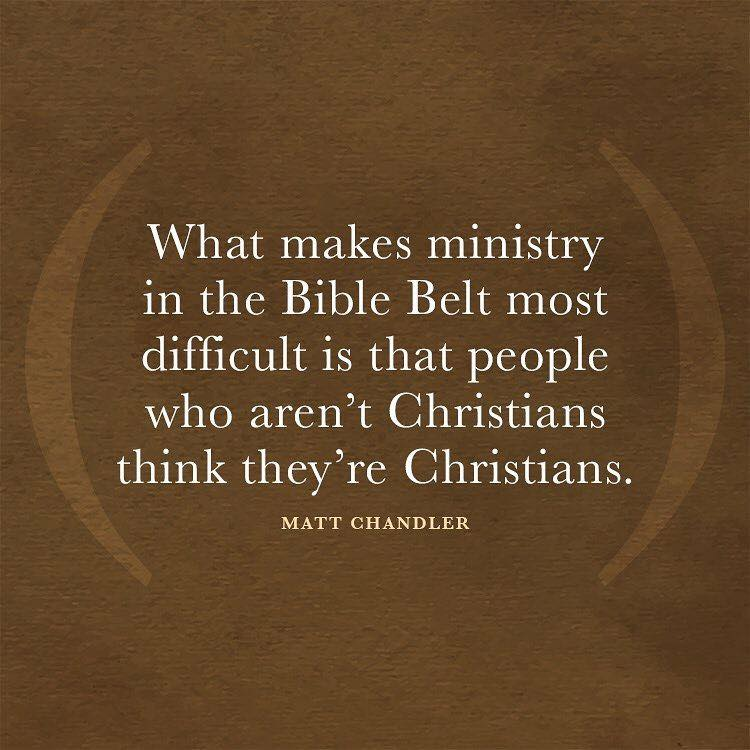 What makes ministry
in the Bible Belt most
difficult is that people
who aren’t Christians
think they’re Christians.
MATT CHANDLER